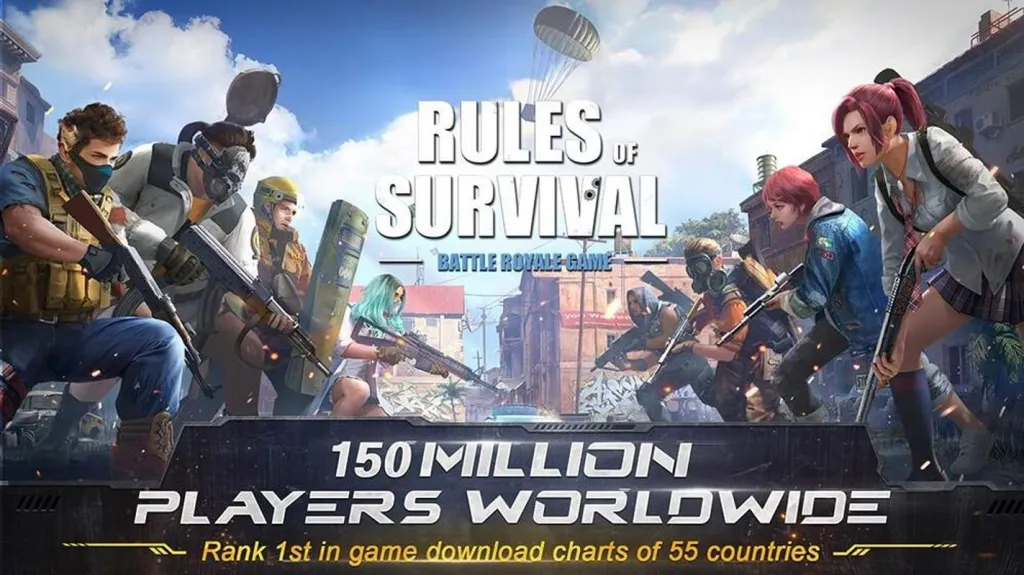 RULES OF
SURVIVAL
BATTLE ROYALE GAME
150 MILLION
PLAYERS WORLDWIDE
Rank 1st in game download charts of 55 countries